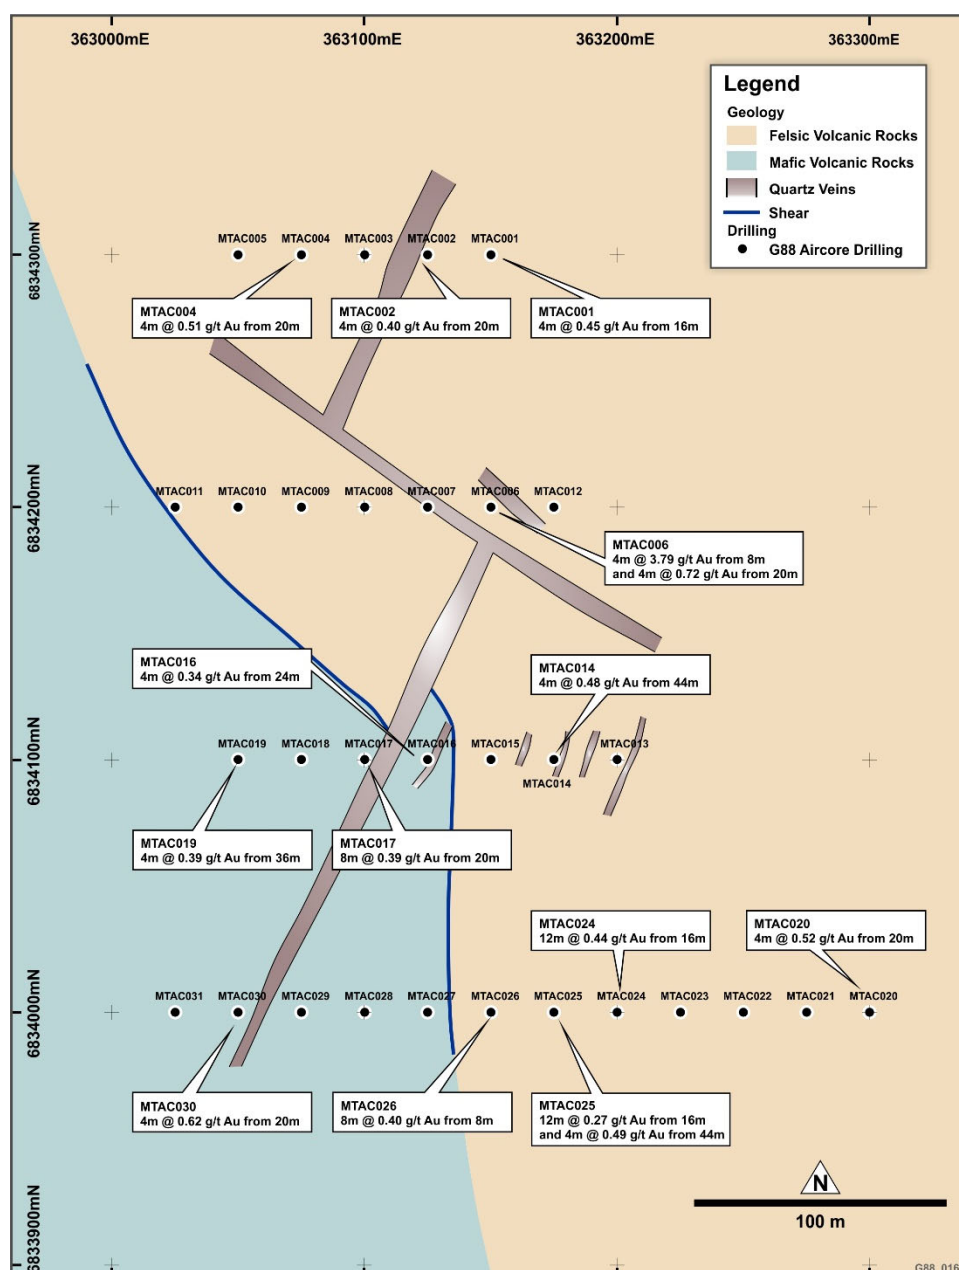 363000mE 363100mE 363200mE 363300mE
Legend
Geology
Felsic Volcanic Rocks
Mafic Volcanic Rocks
Quartz Veins
Shear
Drilling
G88 Aircore Drilling
6834300mN
MTAC005 MTAC004 MTAC003 MTAC002 MTAC001
MTAC004
4m @ 0.51 g/t Au from 20m
MTAC002
4m @ 0.40 g/t Au from 20m
MTAC001
4m @ 0.45 g/t Au from 16m
6834200mN
MTAC011 MTAC010 MTAC009 MTAC008 MTAC007 MTAC006 MTAC012
MTAC006
4m @ 3.79 g/t Au from 8m
and 4m @ 0.72 g/t Au from 20m
MTAC016
4m @ 0.34 g/t Au from 24m
MTAC014
4m @ 0.48 g/t Au from 44m
6834100mN
MTAC019 MTAC018 MTAC017 MTAC016 MTAC015 MTAC013
MTAC014
MTAC019
4m @ 0.39 g/t Au from 36m
MTAC017
8m @ 0.39 g/t Au from 20m
MTAC024
12m @ 0.44 g/t Au from 16m
MTAC020
4m @ 0.52 g/t Au from 20m
6834000mN
MTAC031 MTAC030 MTAC029 MTAC028 MTAC027 MTAC026 MTAC025 MTAC024 MTAC023 MTAC022 MTAC021 MTAC020
MTAC030
4m @ 0.62 g/t Au from 20m
MTAC026
8m @ 0.40 g/t Au from 8m
MTAC025
12m @ 0.27 g/t Au from 16m
and 4m @ 0.49 g/t Au from 44m
N
100 m
6833900mN
G88_016